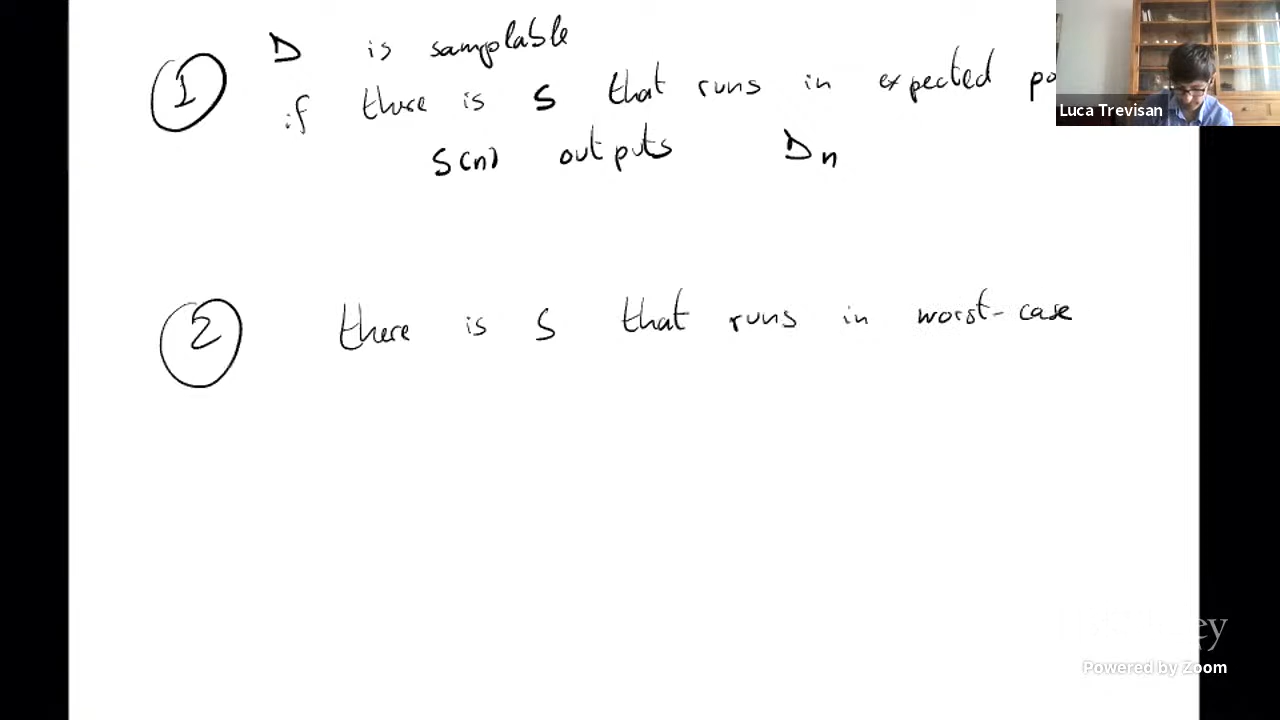 D is samplable
① if there is S that runs in expected po
S(n) outputs Dn
② there is S that runs in worst-case
Luca Trevisan
ey
Powered by Zoom